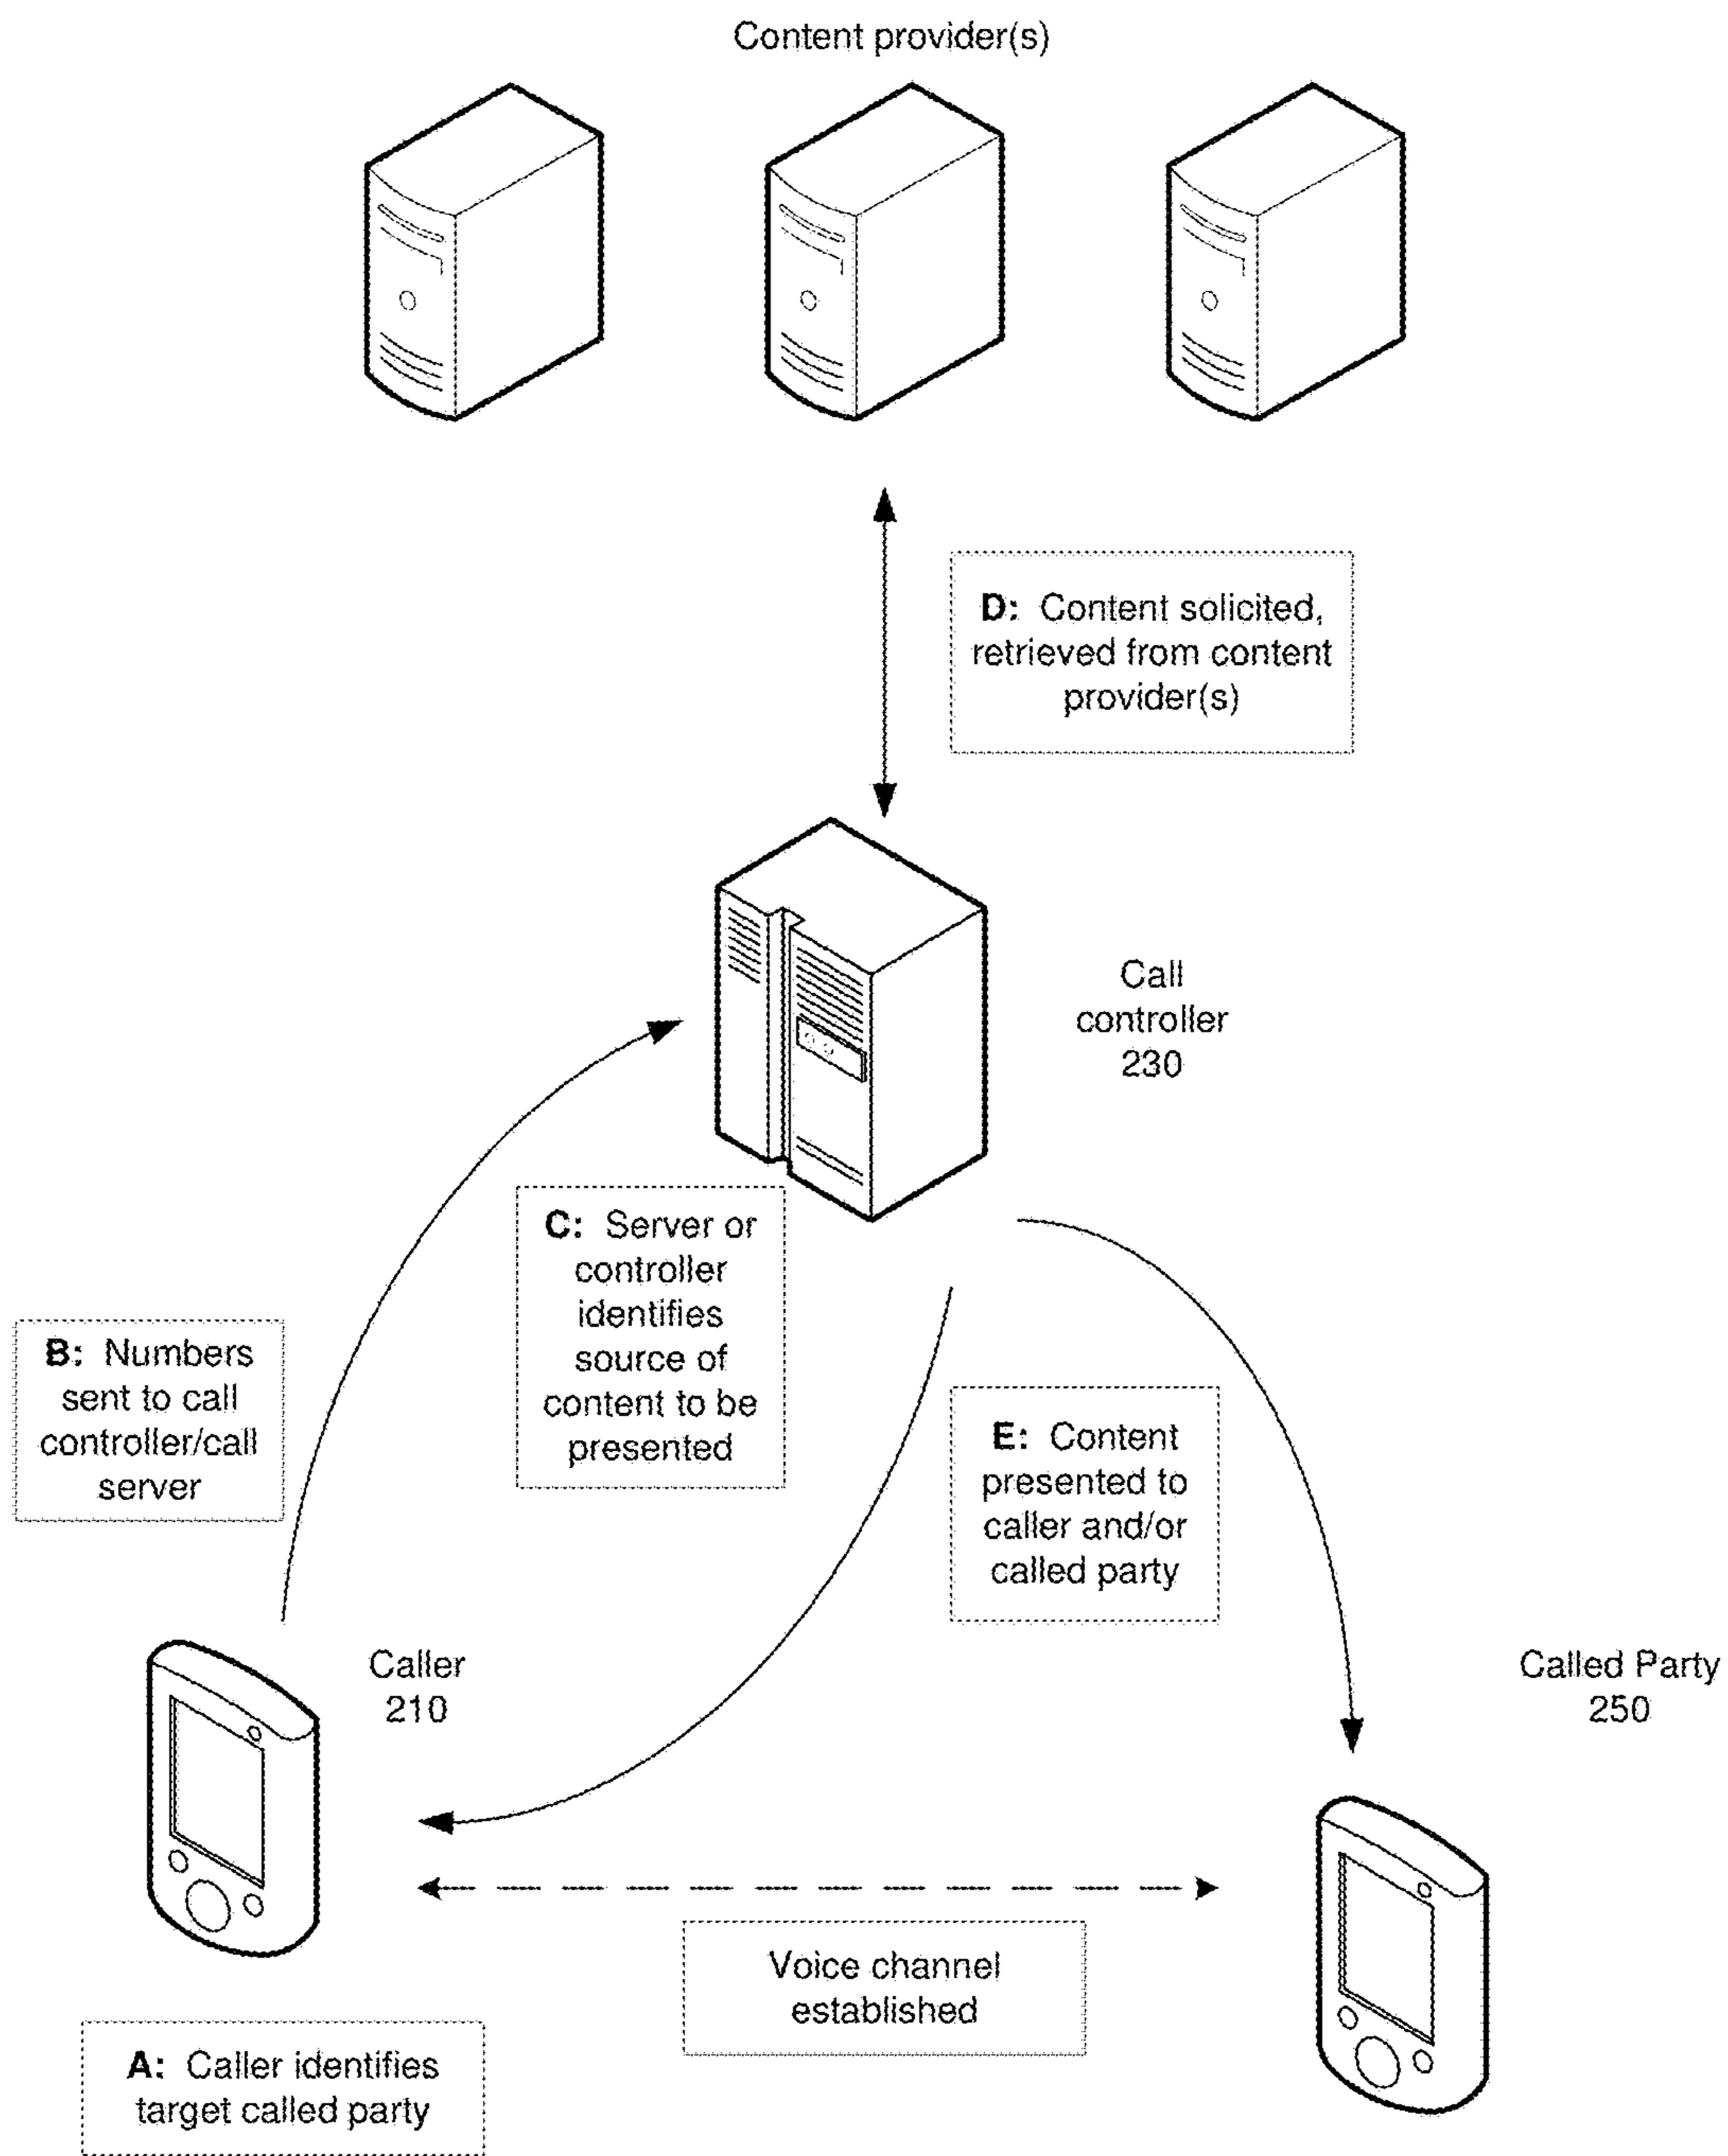 Content provider(s)
D: Content solicited,
retrieved from content
provider(s)
Call
controller
230
C: Server or
controller
identifies
source of
content to be
presented
B: Numbers
sent to call
controller/call
server
E: Content
presented to
caller and/or
called party
Caller
210
Called Party
250
Voice channel
established
A: Caller identifies
target called party